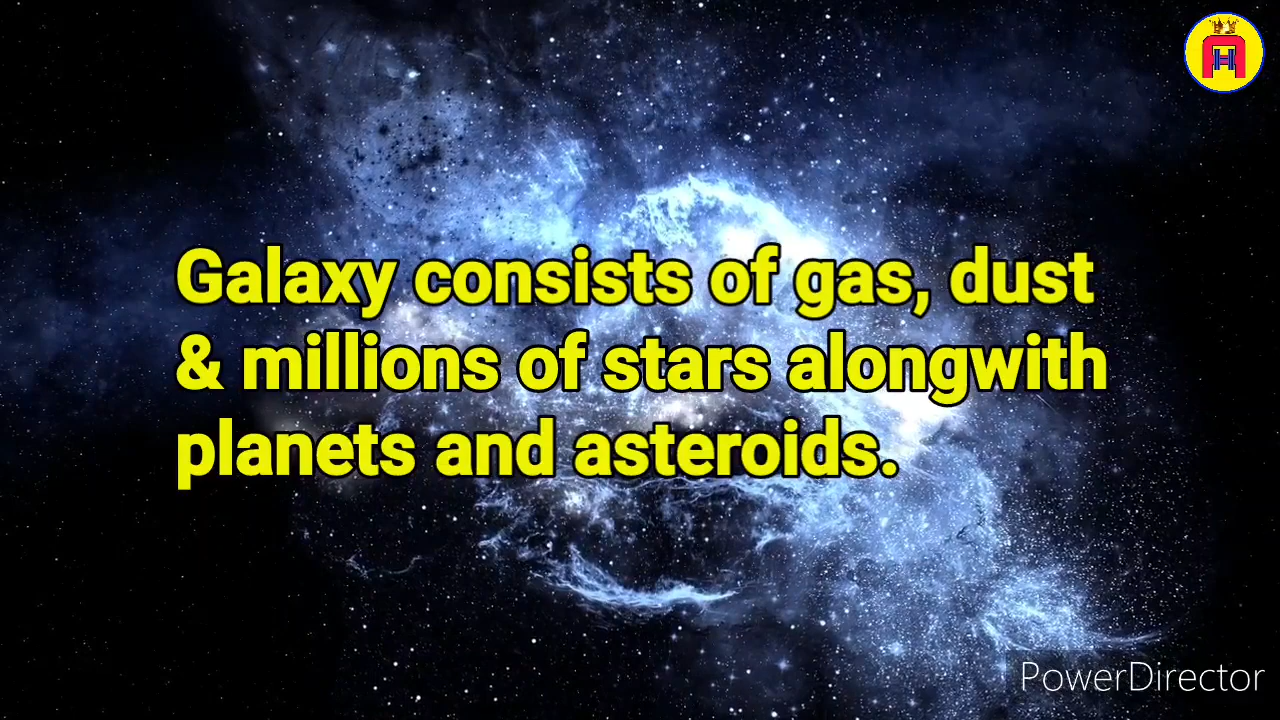 Galaxy consists of gas, dust
& millions of stars alongwith
planets and asteroids.
PowerDirector